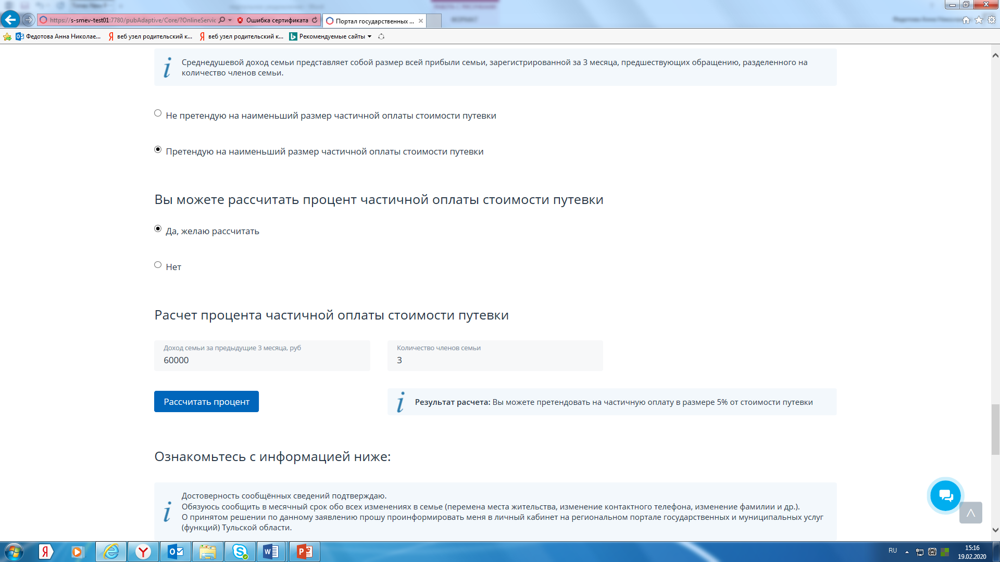 https://s-smev-test01:7780/pubAdaptive/Core/?OnlineServic
Ошибка сертификата
Портал государственных ...
Федотова Анна Николае...
веб узел родительский к...
веб узел родительский к...
Рекомендуемые сайты
Среднедушевой доход семьи представляет собой размер всей прибыли семьи, зарегистрированной за 3 месяца, предшествующих обращению, разделенного на
количество членов семьи.
Не претендую на наименьший размер частичной оплаты стоимости путевки
Претендую на наименьший размер частичной оплаты стоимости путевки
Вы можете рассчитать процент частичной оплаты стоимости путевки
Да, желаю рассчитать
Нет
Расчет процента частичной оплаты стоимости путевки
Доход семьи за предыдущие 3 месяца, руб
60000
Количество членов семьи
3
Рассчитать процент
Результат расчета: Вы можете претендовать на частичную оплату в размере 5% от стоимости путевки
Ознакомьтесь с информацией ниже:
Достоверность сообщённых сведений подтверждаю.
Обязуюсь сообщить в месячный срок обо всех изменениях в семье (перемена места жительства, изменение контактного телефона, изменение фамилии и др.).
О принятом решении по данному заявлению прошу проинформировать меня в личный кабинет на региональном портале государственных и муниципальных услуг
(функций) Тульской области.
RU
15:16
19.02.2020